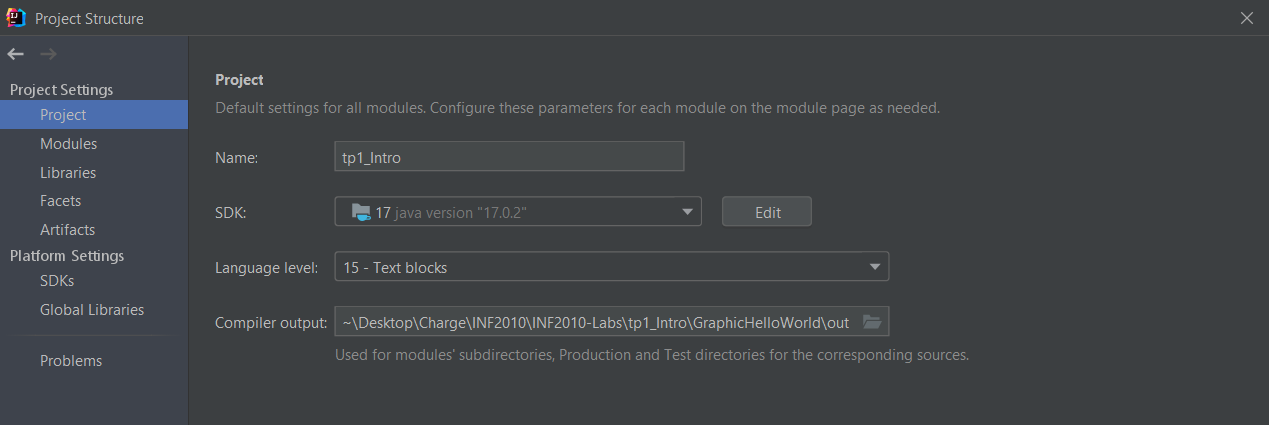 Project Structure
Project Settings
Project
Modules
Libraries
Facets
Artifacts
Platform Settings
SDKs
Global Libraries
Problems
Project
Default settings for all modules. Configure these parameters for each module on the module page as needed.
Name: tp1_Intro
SDK: 17 java version "17.0.2" Edit
Language level: 15 - Text blocks
Compiler output: ~\Desktop\Charge\INF2010\INF2010-Labs\tp1_Intro\GraphicHelloWorld\out
Used for modules' subdirectories, Production and Test directories for the corresponding sources.